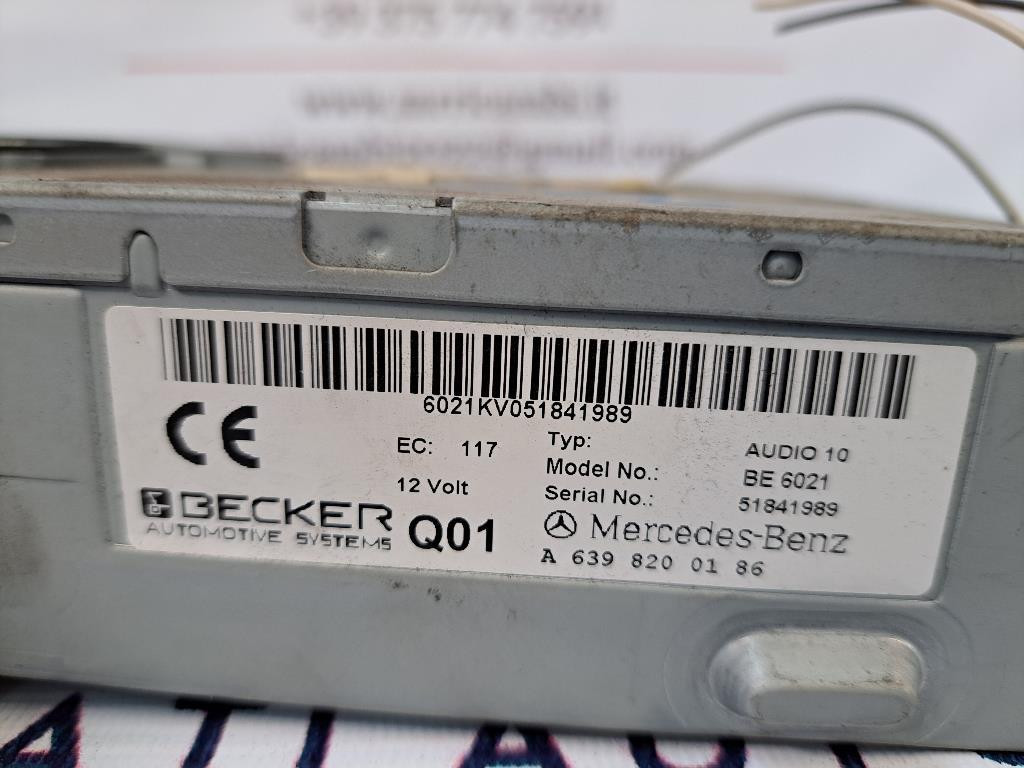 6021KV051841989
CE
EC: 117
12 Volt
Typ: AUDIO 10
Model No.: BE 6021
Serial No.: 51841989
BECKER
AUTOMOTIVE SYSTEMS
Q01
Mercedes-Benz
A 639 820 01 86